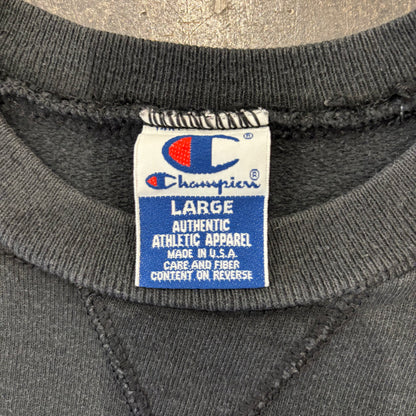 Champion®
LARGE
AUTHENTIC
ATHLETIC APPAREL
MADE IN U.S.A.
CARE AND FIBER
CONTENT ON REVERSE